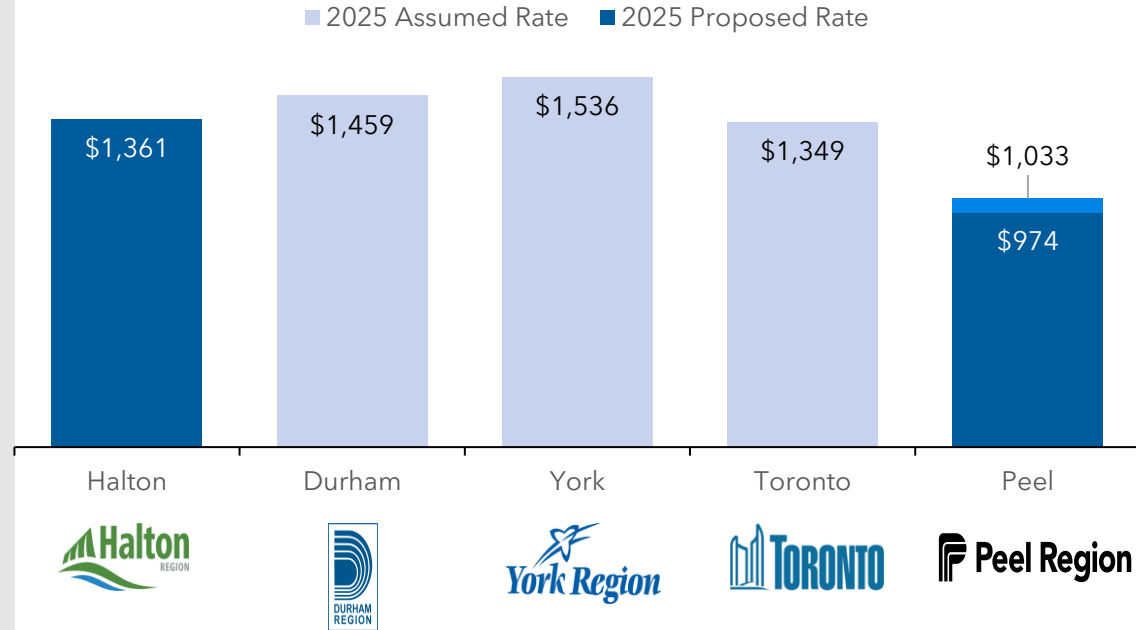 2025 Assumed Rate 2025 Proposed Rate
$1,361
$1,459
$1,536
$1,349
$1,033
$974
Halton Durham York Toronto Peel
Halton
REGION
DURHAM
REGION
York Region
TORONTO
Peel Region